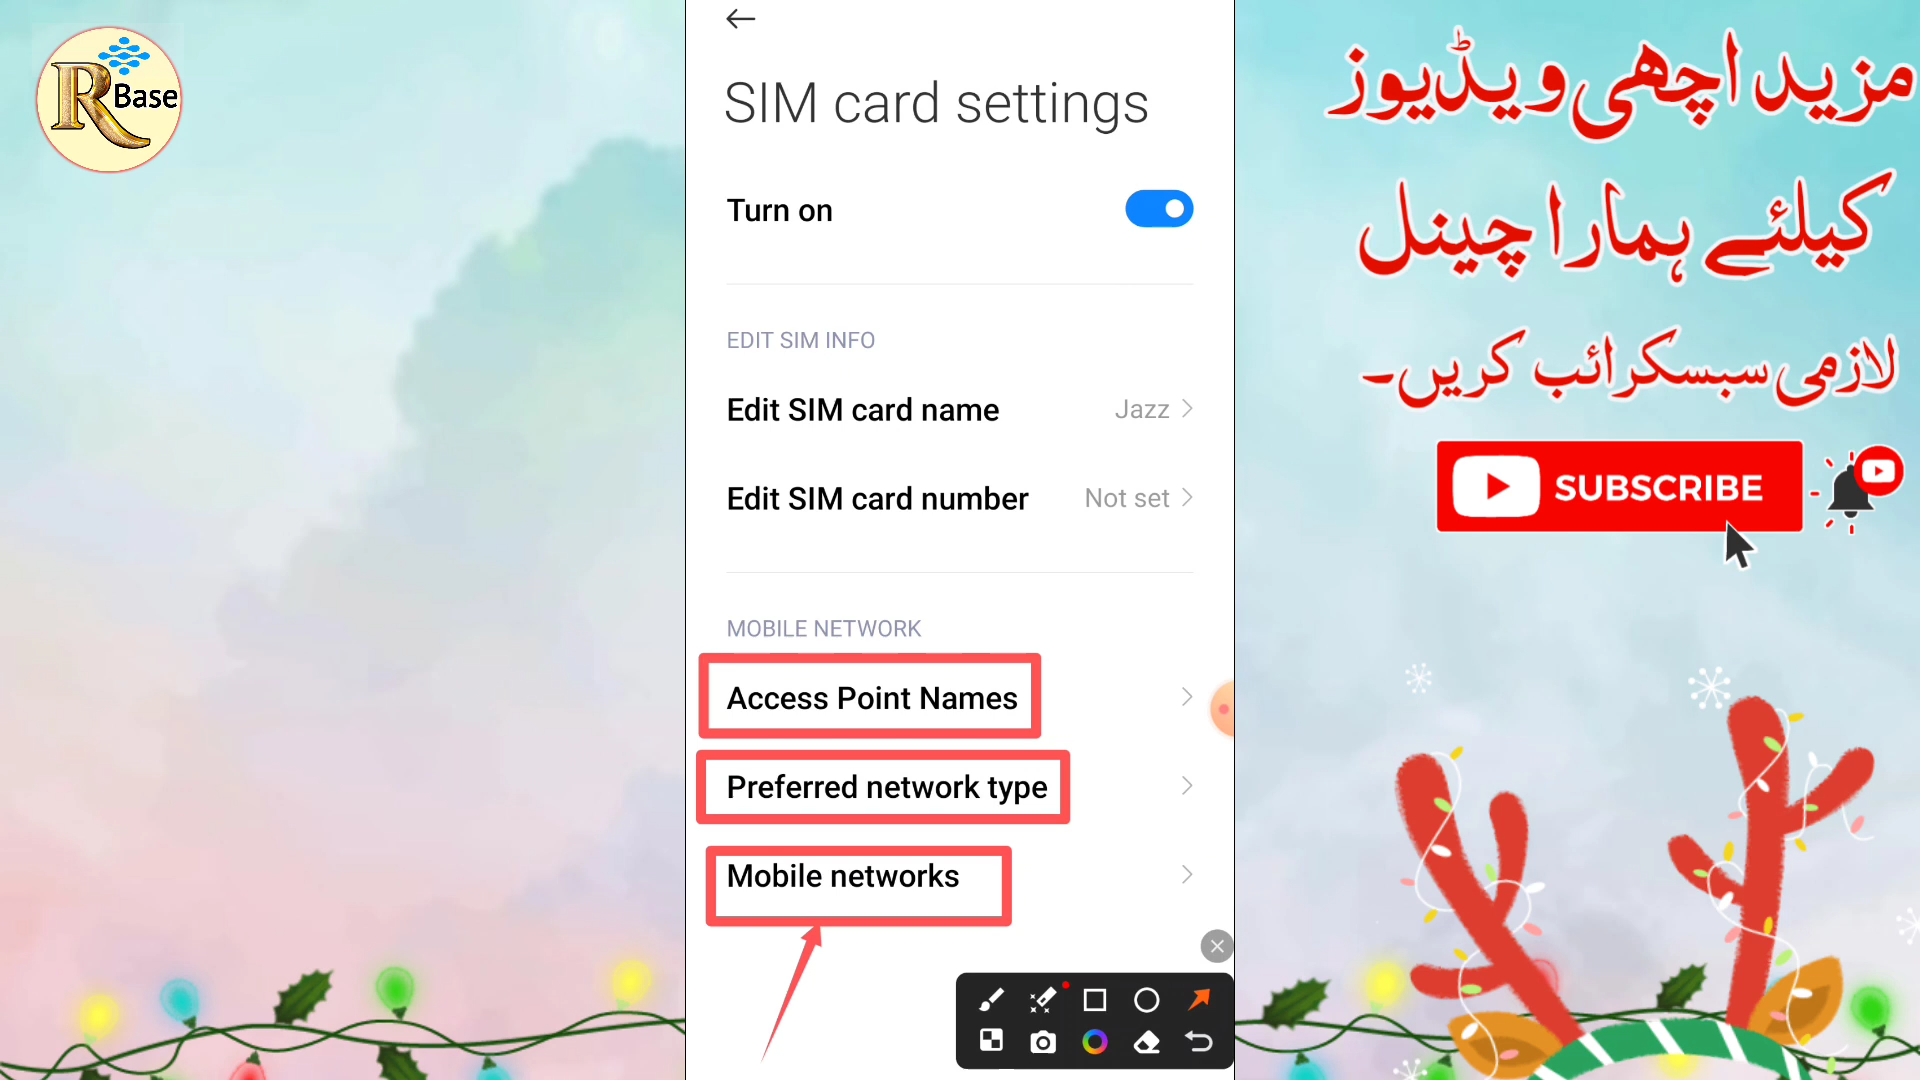 R Base
SIM card settings
Turn on
EDIT SIM INFO
Edit SIM card name
Jazz
Edit SIM card number
Not set
MOBILE NETWORK
Access Point Names
Preferred network type
Mobile networks
مزید اچھی ویڈیوز
کیلئے ہمارا چینل
لازمی سبسکرائب کریں۔
SUBSCRIBE